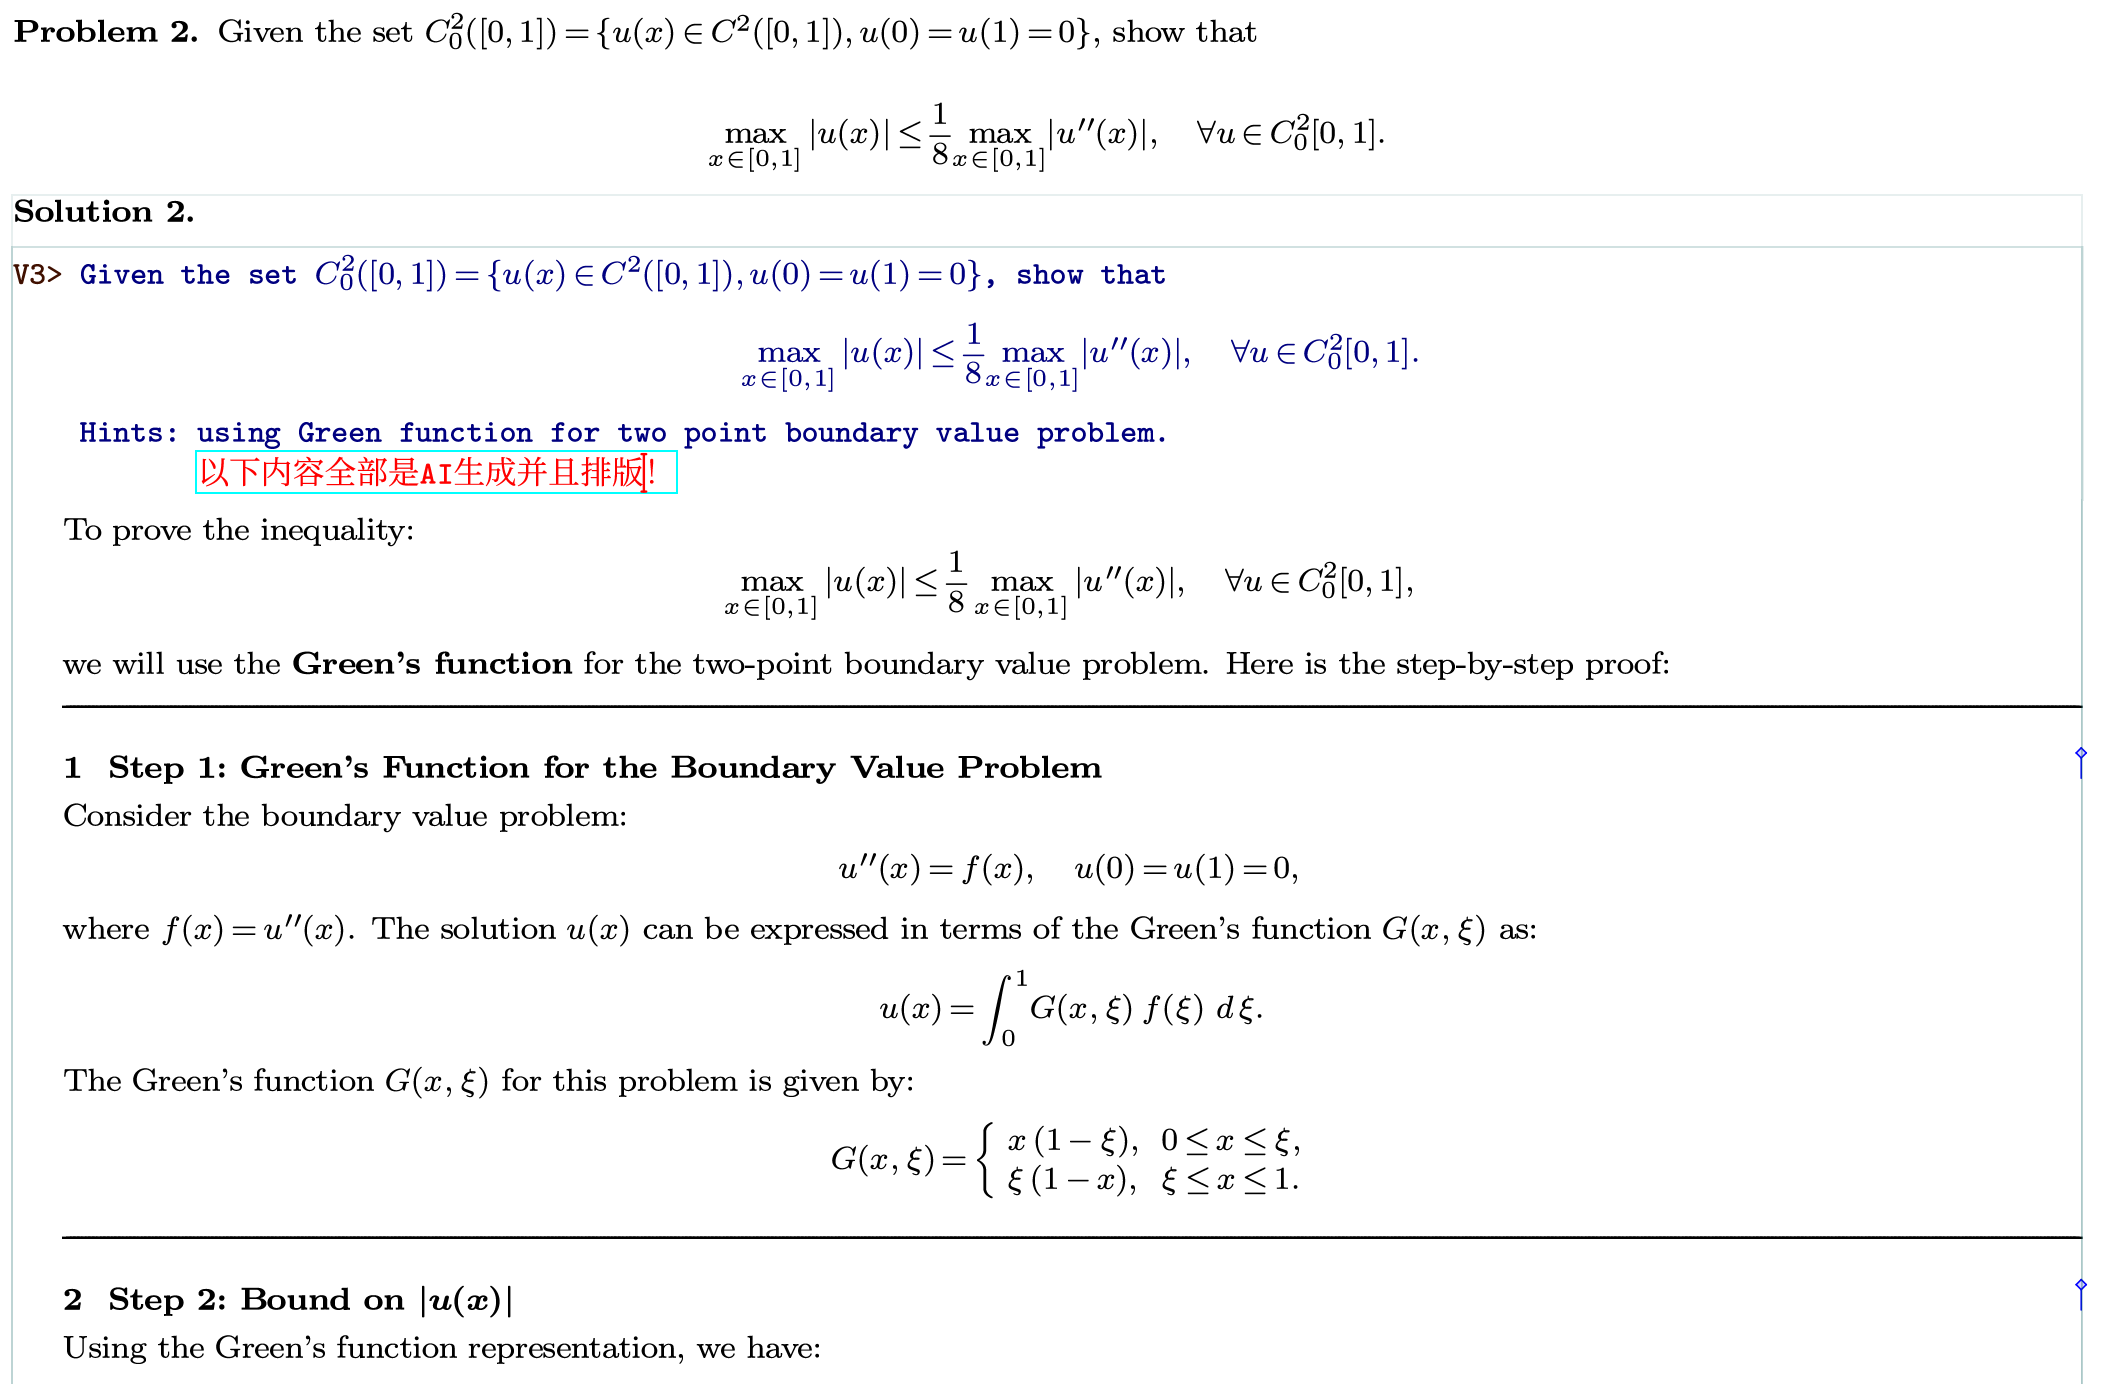 Problem 2. Given the set $C_0^2([0,1])=\{u(x)\in C^2([0,1]),u(0)=u(1)=0\}$, show that
$\max_{x\in[0,1]}|u(x)|\leq\frac{1}{8}\max_{x\in[0,1]}|u''(x)|,\quad\forall u\in C_0^2[0,1].$
Solution 2.
V3> Given the set $C_0^2([0,1])=\{u(x)\in C^2([0,1]),u(0)=u(1)=0\}$, show that
$\max_{x\in[0,1]}|u(x)|\leq\frac{1}{8}\max_{x\in[0,1]}|u''(x)|,\quad\forall u\in C_0^2[0,1].$
Hints: using Green function for two point boundary value problem.
以下内容全部是AI生成并且排版!
To prove the inequality:
$\max_{x\in[0,1]}|u(x)|\leq\frac{1}{8}\max_{x\in[0,1]}|u''(x)|,\quad\forall u\in C_0^2[0,1],$
we will use the Green's function for the two-point boundary value problem. Here is the step-by-step proof:
1 Step 1: Green's Function for the Boundary Value Problem
Consider the boundary value problem:
$u''(x)=f(x),\quad u(0)=u(1)=0,$
where $f(x)=u''(x)$. The solution $u(x)$ can be expressed in terms of the Green's function $G(x,\xi)$ as:
$u(x)=\int_0^1 G(x,\xi)\,f(\xi)\,d\xi.$
The Green's function $G(x,\xi)$ for this problem is given by:
$G(x,\xi)=\begin{cases}x(1-\xi), & 0\leq x\leq\xi,\\ \xi(1-x), & \xi\leq x\leq 1.\end{cases}$
2 Step 2: Bound on $|u(x)|$
Using the Green's function representation, we have: